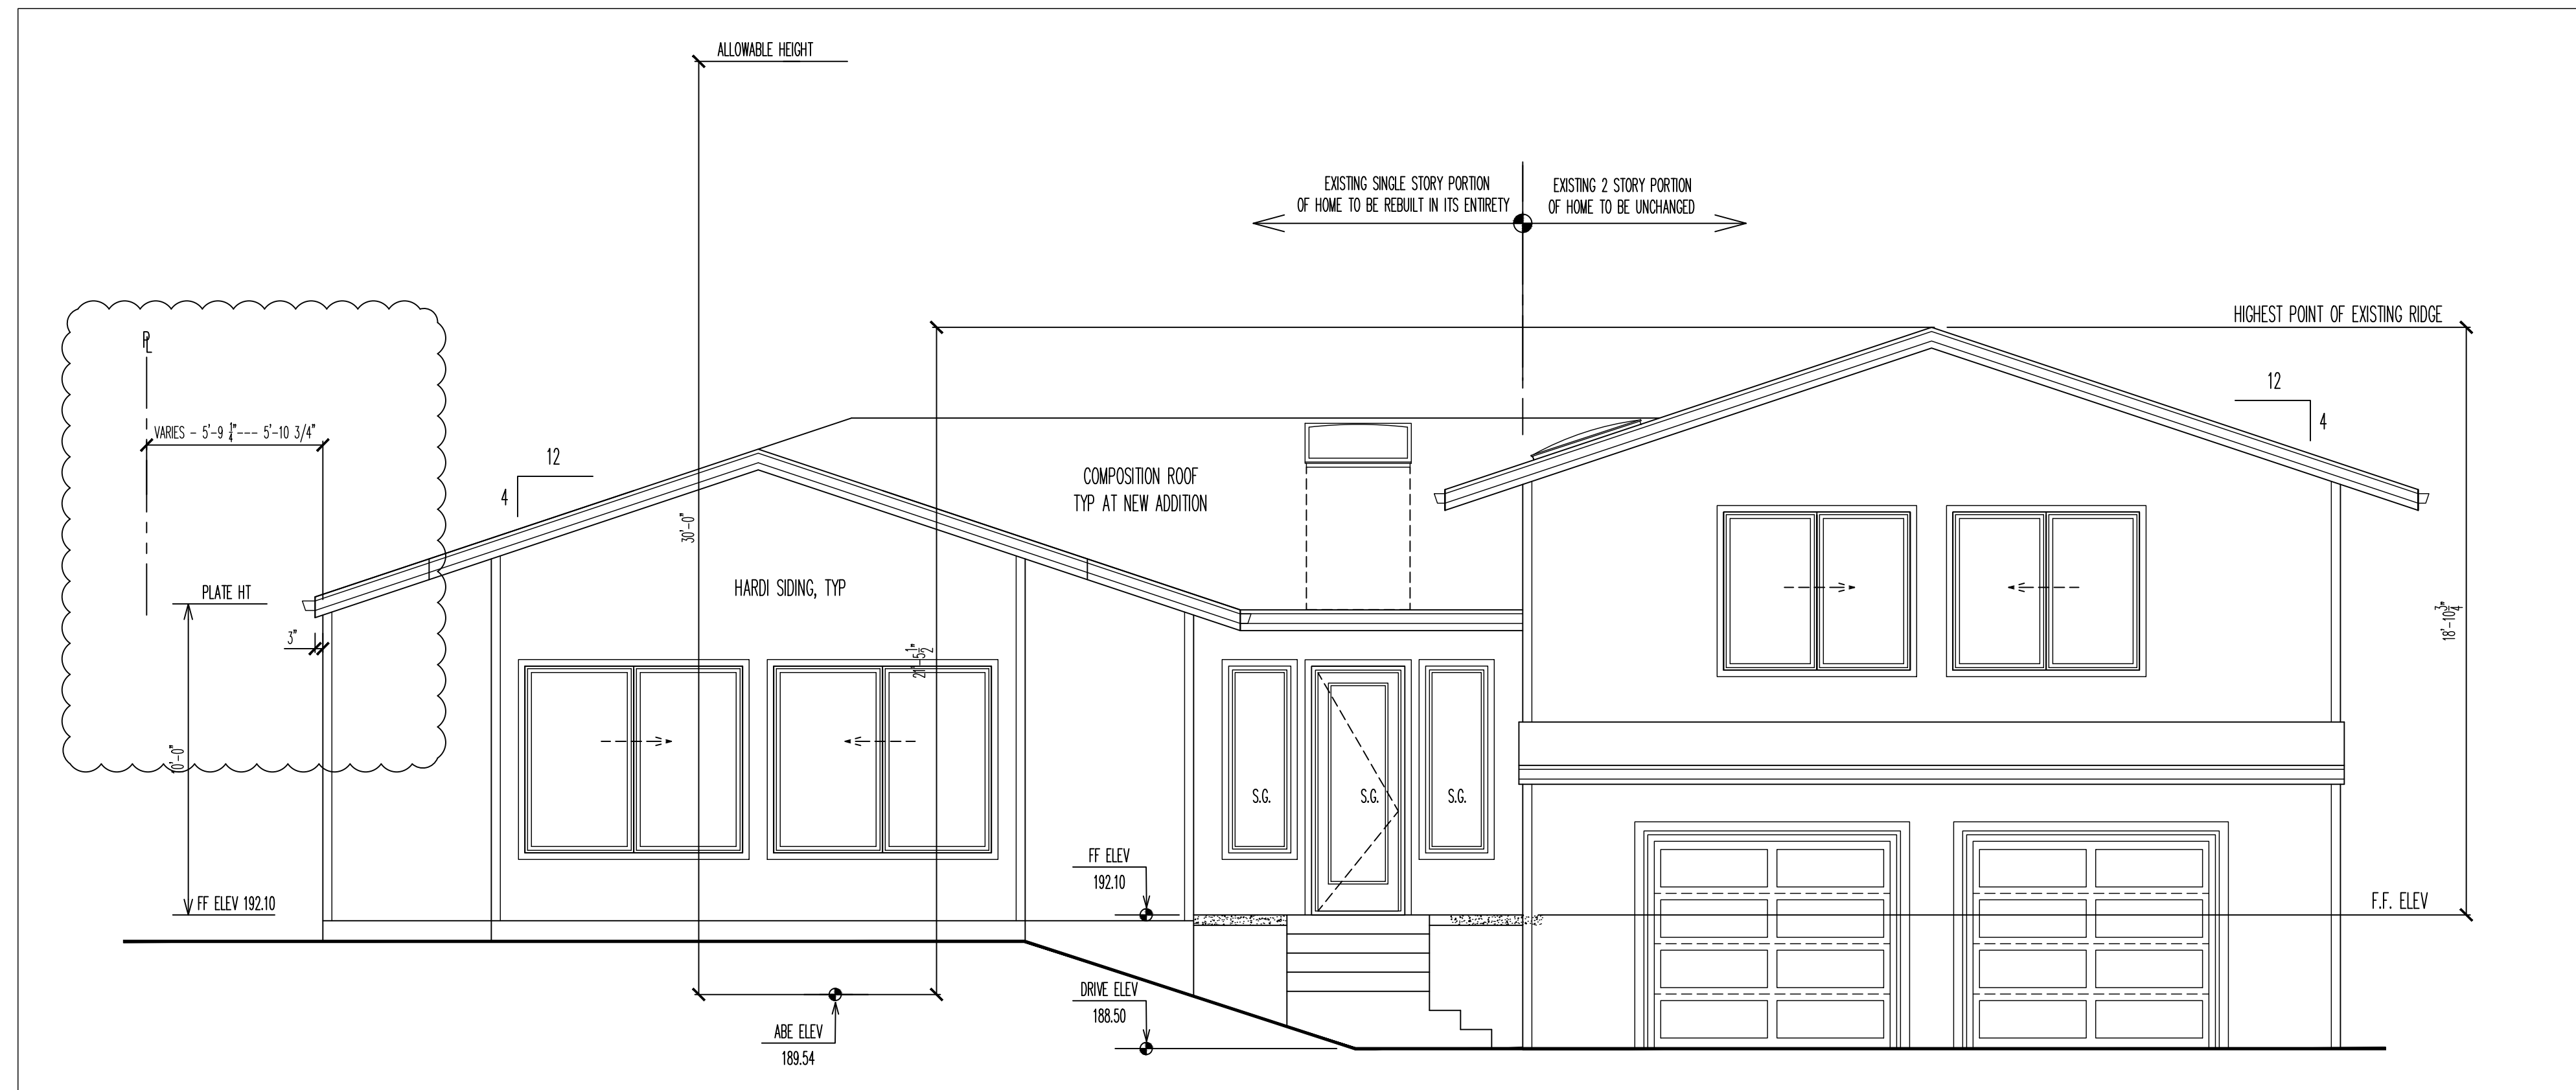 ALLOWABLE HEIGHT
EXISTING SINGLE STORY PORTION
OF HOME TO BE REBUILT IN ITS ENTIRETY
EXISTING 2 STORY PORTION
OF HOME TO BE UNCHANGED
HIGHEST POINT OF EXISTING RIDGE
PL
VARIES - 5'-9 1/4"--- 5'-10 3/4"
12
4
12
4
COMPOSITION ROOF
TYP AT NEW ADDITION
30'-0"
HARDI SIDING, TYP
PLATE HT
3"
21'-5 1/2"
18'-10 3/4"
10'-0"
S.G.
S.G.
S.G.
FF ELEV
192.10
FF ELEV 192.10
F.F. ELEV
DRIVE ELEV
188.50
ABE ELEV
189.54